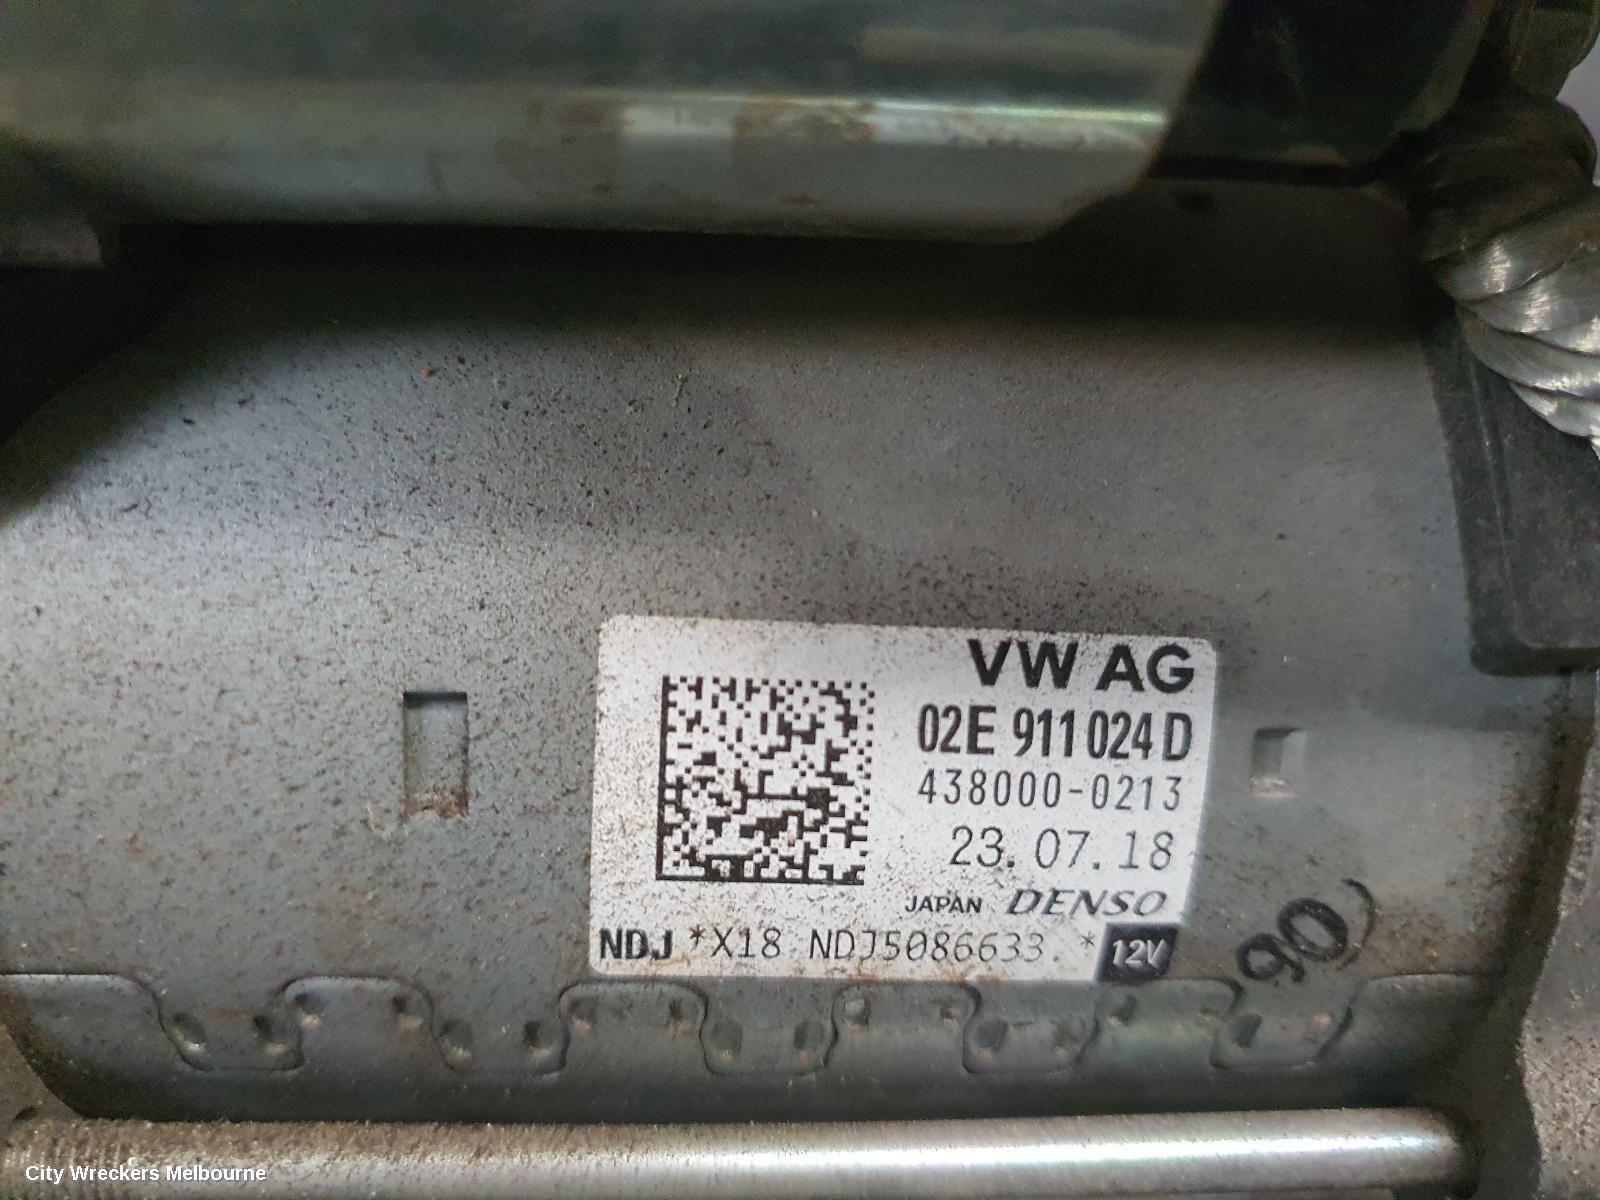 VW AG
02E 911 024 D
438000-0213
23.07.18
JAPAN DENSO
NDJ *X18 NDJ5086633. * 12V
90
City Wreckers Melbourne